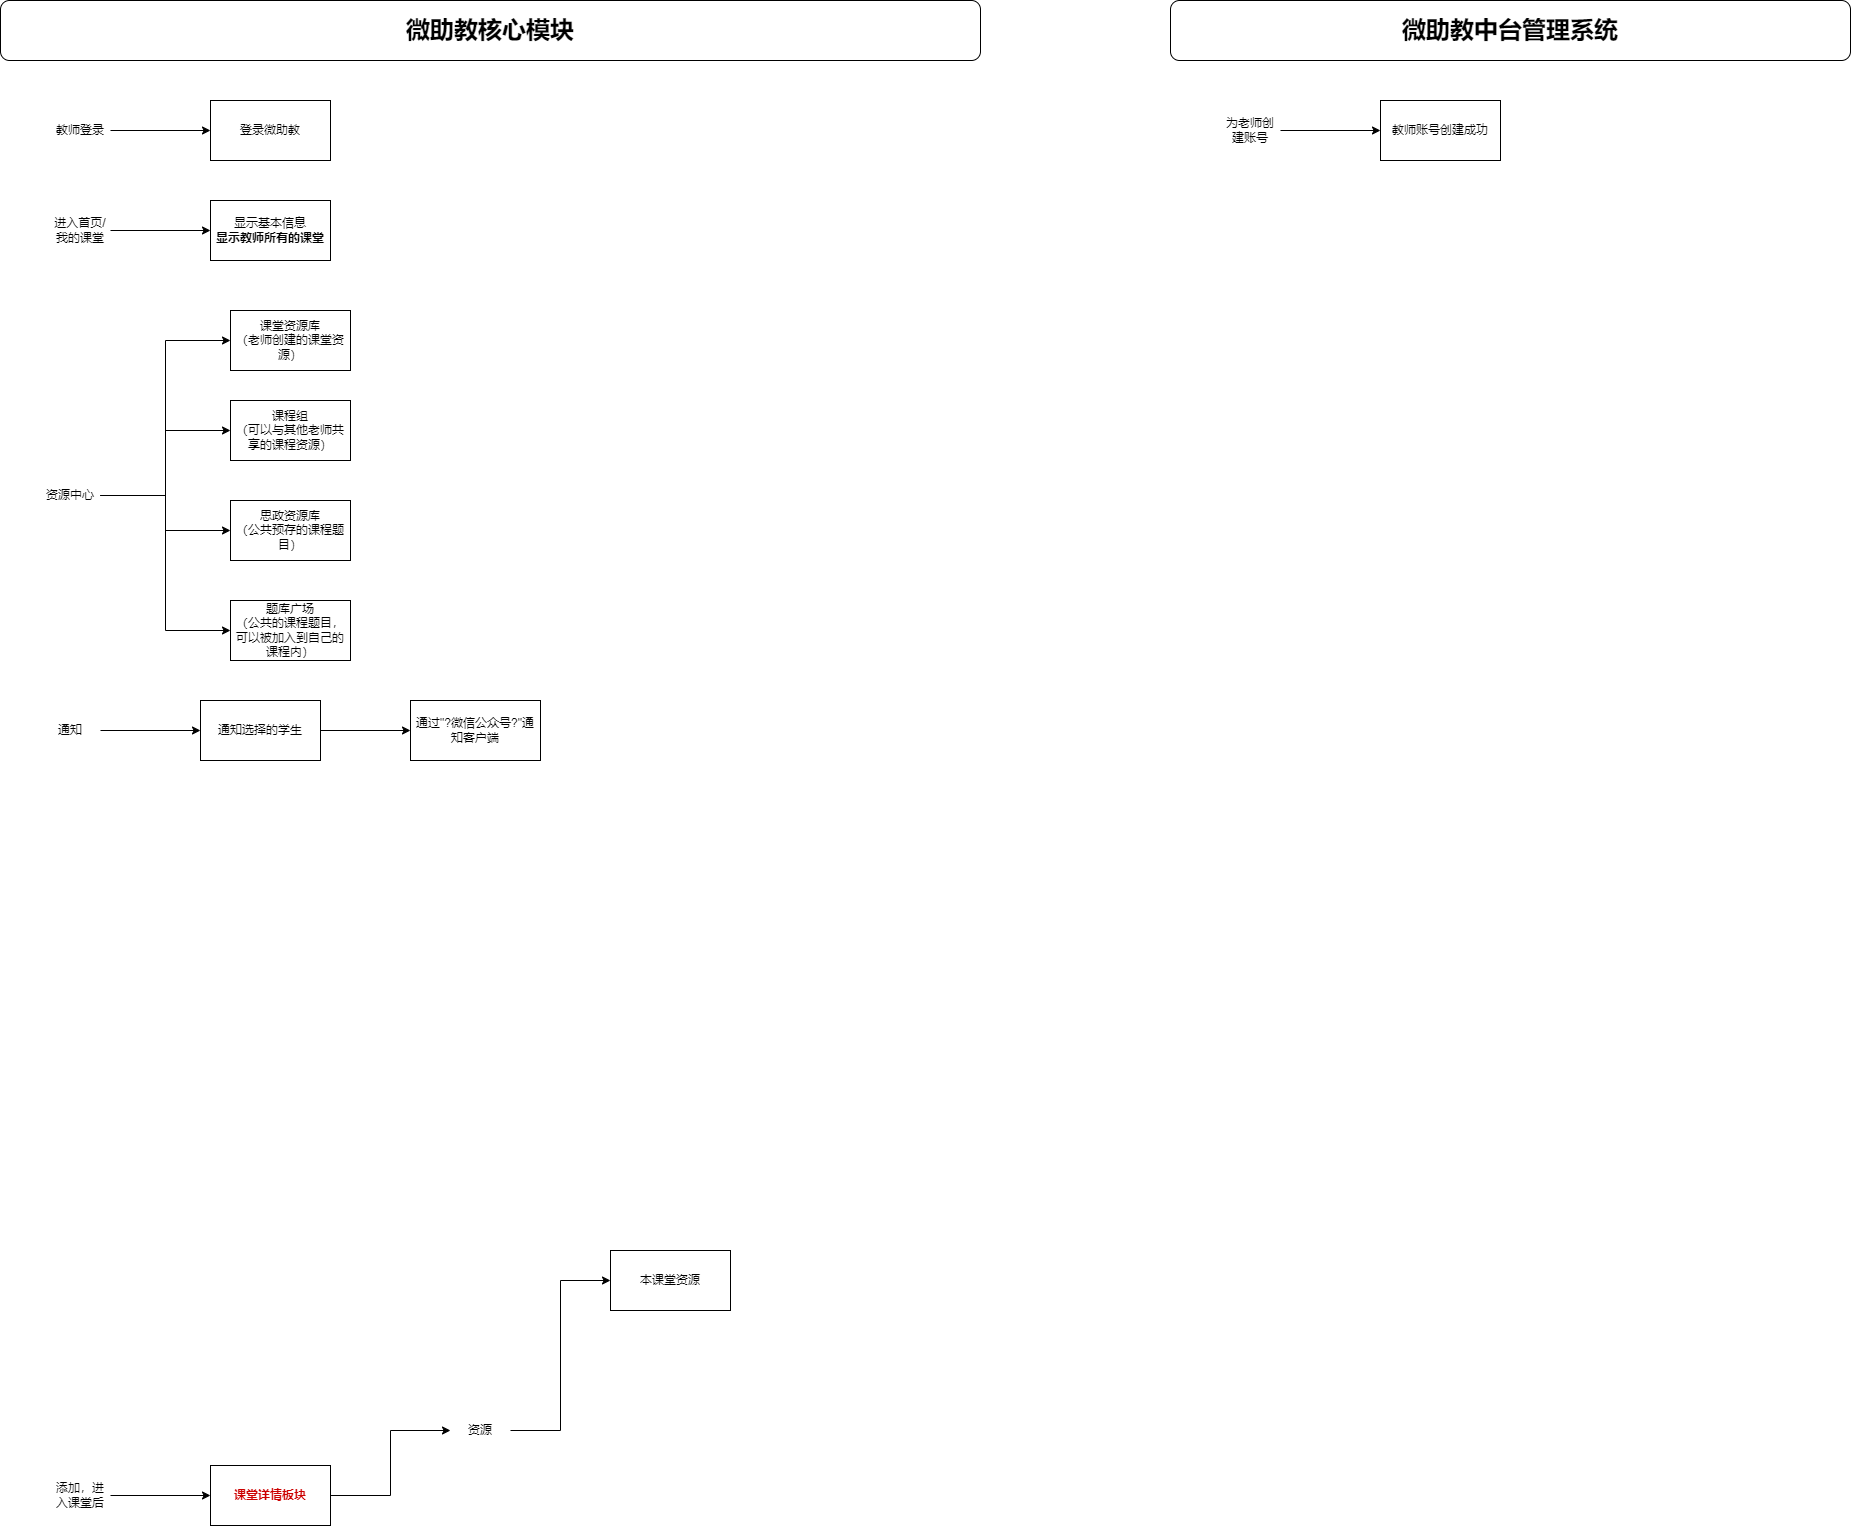 微助教核心模块
微助教中台管理系统
教师登录
登录微助教
为老师创
建账号
教师账号创建成功
进入首页/
我的课堂
显示基本信息
显示教师所有的课堂
课堂资源库
（老师创建的课堂资
源）
课程组
（可以与其他老师共
享的课程资源）
资源中心
思政资源库
（公共预存的课程题
目）
题库广场
（公共的课程题目，
可以被加入到自己的
课程内）
通知
通知选择的学生
通过"?微信公众号?"通
知客户端
本课堂资源
资源
添加，进
入课堂后
课堂详情板块